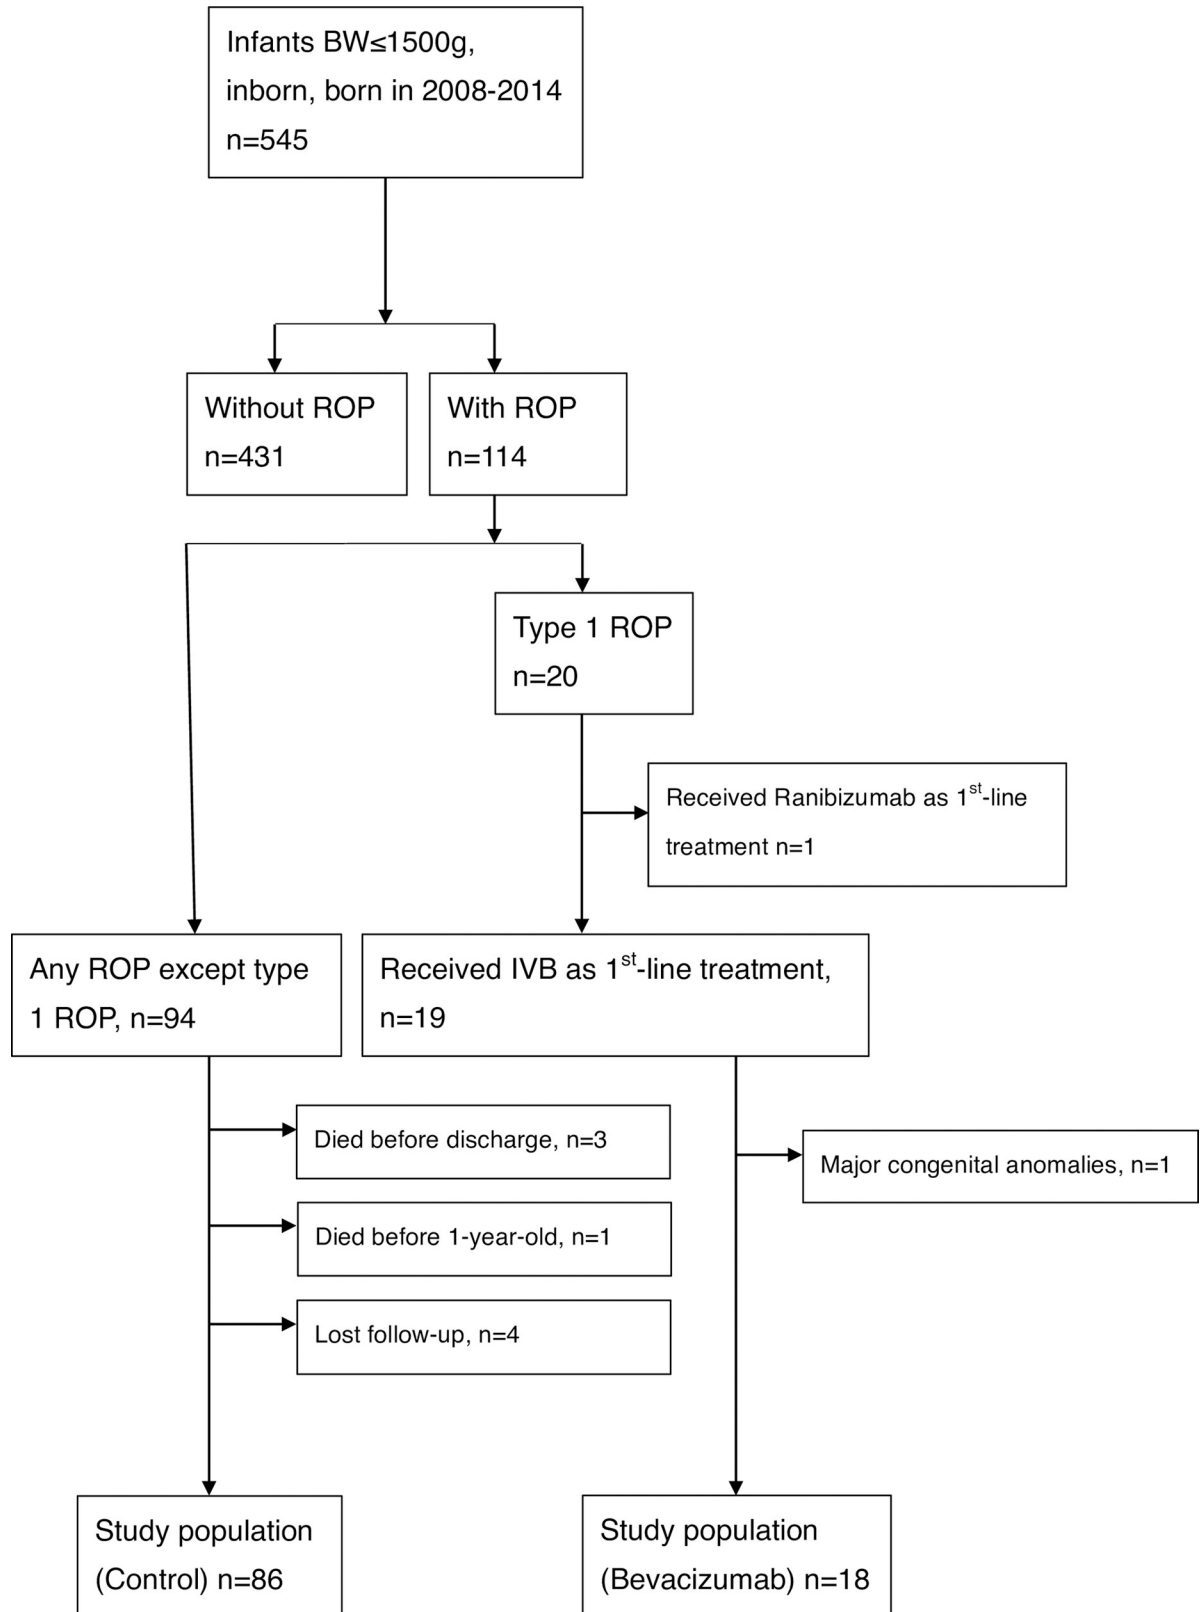 Infants BW≤1500g,
inborn, born in 2008-2014
n=545
Without ROP
n=431
With ROP
n=114
Type 1 ROP
n=20
Received Ranibizumab as 1st-line
treatment n=1
Any ROP except type
1 ROP, n=94
Received IVB as 1st-line treatment,
n=19
Died before discharge, n=3
Major congenital anomalies, n=1
Died before 1-year-old, n=1
Lost follow-up, n=4
Study population
(Control) n=86
Study population
(Bevacizumab) n=18